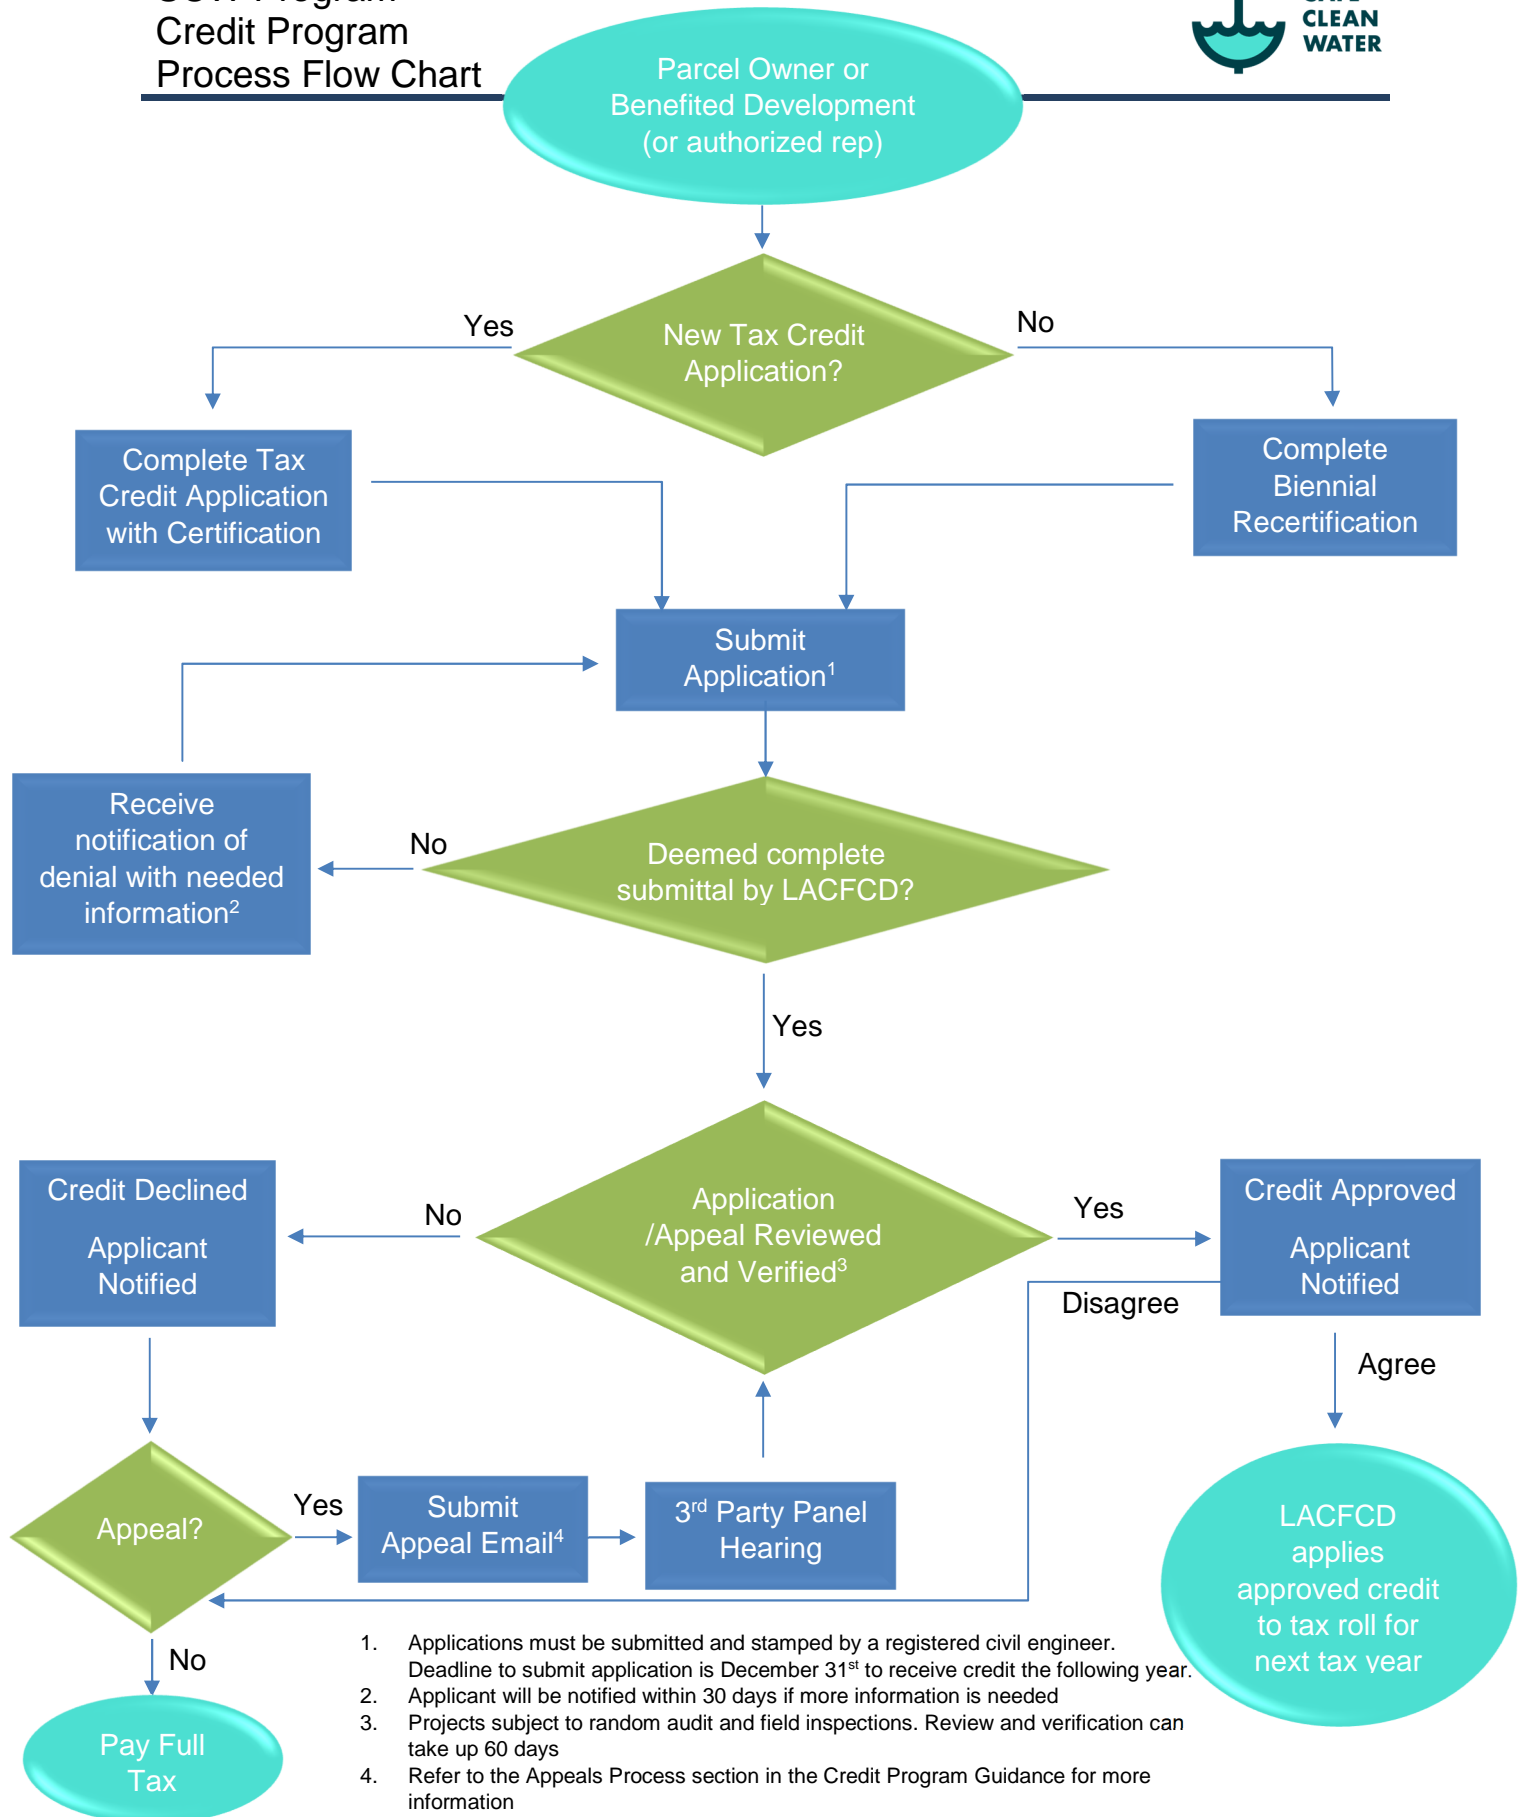 Credit Program
Process Flow Chart
CLEAN
WATER
Parcel Owner or
Benefited Development
(or authorized rep)
New Tax Credit
Application?
Yes
No
Complete Tax
Credit Application
with Certification
Complete
Biennial
Recertification
Submit
Application1
Receive
notification of
denial with needed
information2
No
Deemed complete
submittal by LACFCD?
Yes
Credit Declined
Applicant
Notified
No
Application
/Appeal Reviewed
and Verified3
Yes
Credit Approved
Applicant
Notified
Disagree
Agree
Appeal?
Yes
Submit
Appeal Email4
3rd Party Panel
Hearing
LACFCD
applies
approved credit
to tax roll for
next tax year
No
Pay Full
Tax
1. Applications must be submitted and stamped by a registered civil engineer.
Deadline to submit application is December 31st to receive credit the following year.
2. Applicant will be notified within 30 days if more information is needed
3. Projects subject to random audit and field inspections. Review and verification can
take up 60 days
4. Refer to the Appeals Process section in the Credit Program Guidance for more
information